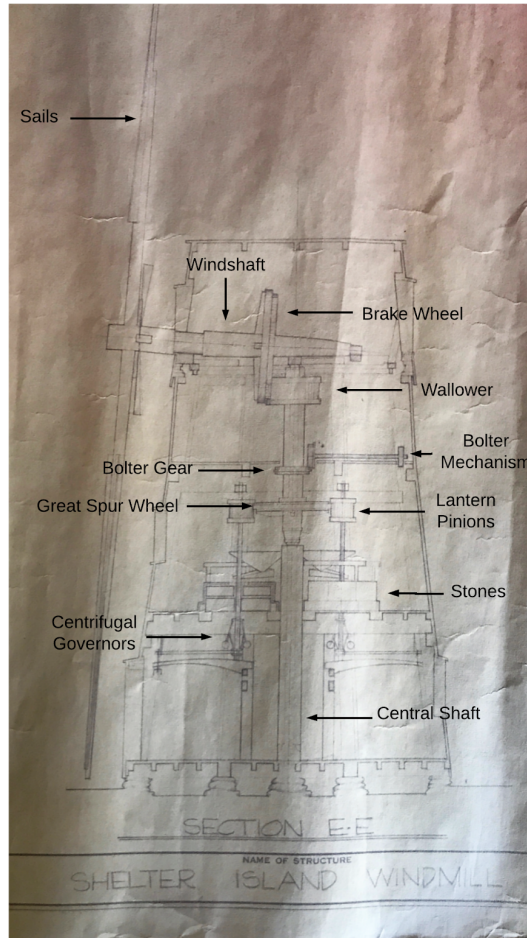 Sails
Windshaft
Brake Wheel
Wallower
Bolter
Mechanism
Bolter Gear
Great Spur Wheel
Lantern
Pinions
Stones
Centrifugal
Governors
Central Shaft
SECTION E-E
NAME OF STRUCTURE
SHELTER ISLAND WINDMILL